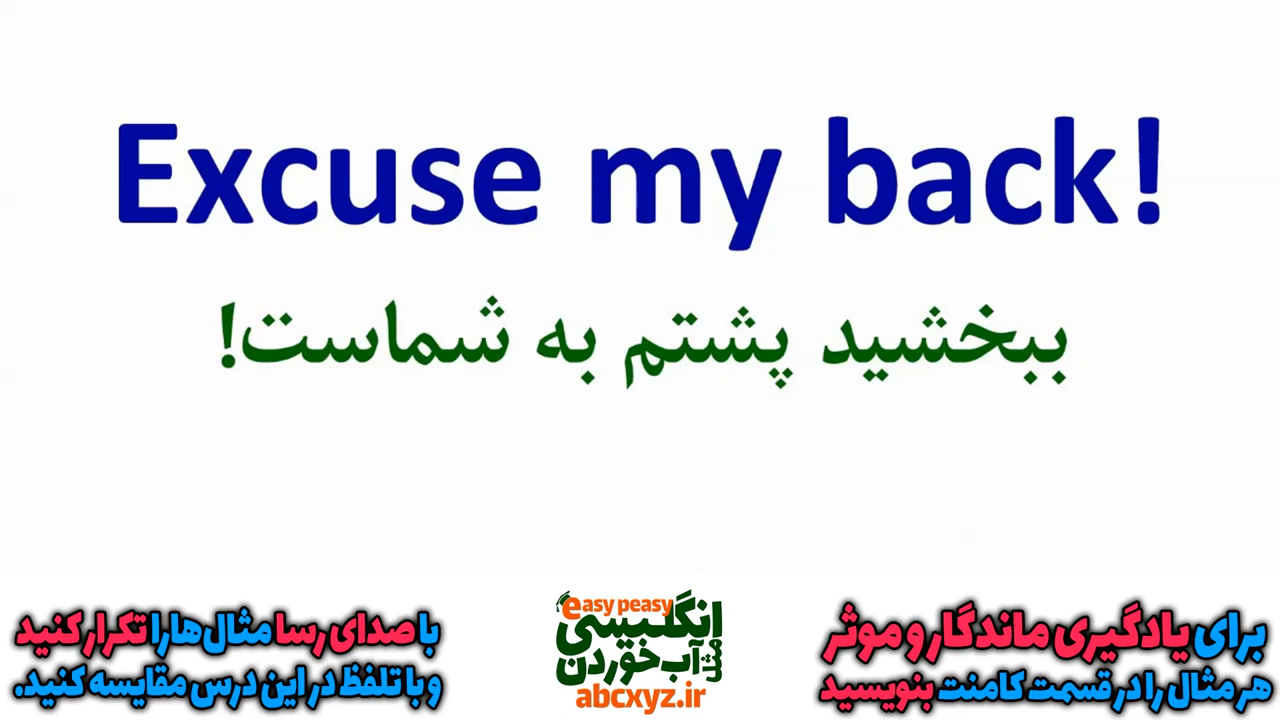 Excuse my back!
ببخشید پشتم به شماست!
برای یادگیری ماندگار و موثر
هر مثال را در قسمت کامنت بنویسید
easy peasy
انگلیسی
مثل آب خوردن
abcxyz.ir
با صدای رسا مثال‌ها را تکرار کنید
و با تلفظ در این درس مقایسه کنید.